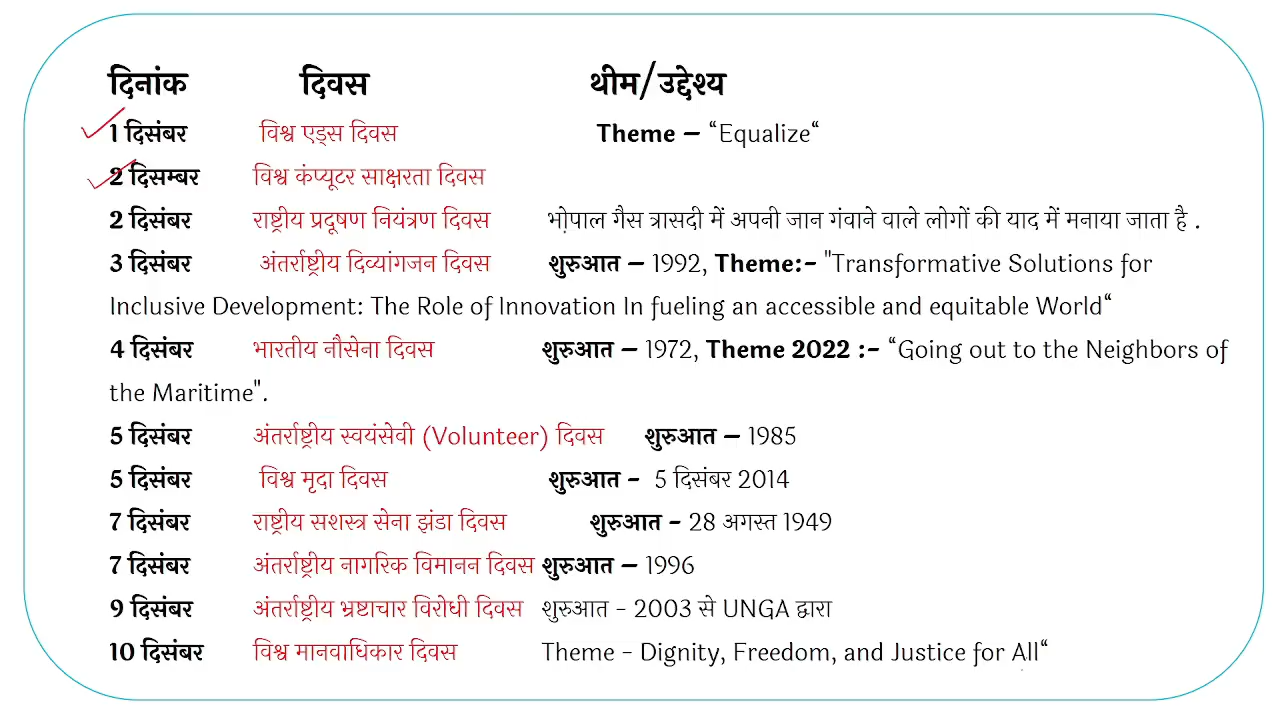 दिनांक दिवस थीम/उद्देश्य
1 दिसंबर विश्व एड्स दिवस Theme – “Equalize“
2 दिसम्बर विश्व कंप्यूटर साक्षरता दिवस
2 दिसंबर राष्ट्रीय प्रदूषण नियंत्रण दिवस भोपाल गैस त्रासदी में अपनी जान गंवाने वाले लोगों की याद में मनाया जाता है .
3 दिसंबर अंतर्राष्ट्रीय दिव्यांगजन दिवस शुरुआत – 1992, Theme:- "Transformative Solutions for
Inclusive Development: The Role of Innovation In fueling an accessible and equitable World“
4 दिसंबर भारतीय नौसेना दिवस शुरुआत – 1972, Theme 2022 :- “Going out to the Neighbors of
the Maritime".
5 दिसंबर अंतर्राष्ट्रीय स्वयंसेवी (Volunteer) दिवस शुरुआत – 1985
5 दिसंबर विश्व मृदा दिवस शुरुआत - 5 दिसंबर 2014
7 दिसंबर राष्ट्रीय सशस्त्र सेना झंडा दिवस शुरुआत - 28 अगस्त 1949
7 दिसंबर अंतर्राष्ट्रीय नागरिक विमानन दिवस शुरुआत – 1996
9 दिसंबर अंतर्राष्ट्रीय भ्रष्टाचार विरोधी दिवस शुरुआत - 2003 से UNGA द्वारा
10 दिसंबर विश्व मानवाधिकार दिवस Theme - Dignity, Freedom, and Justice for All“